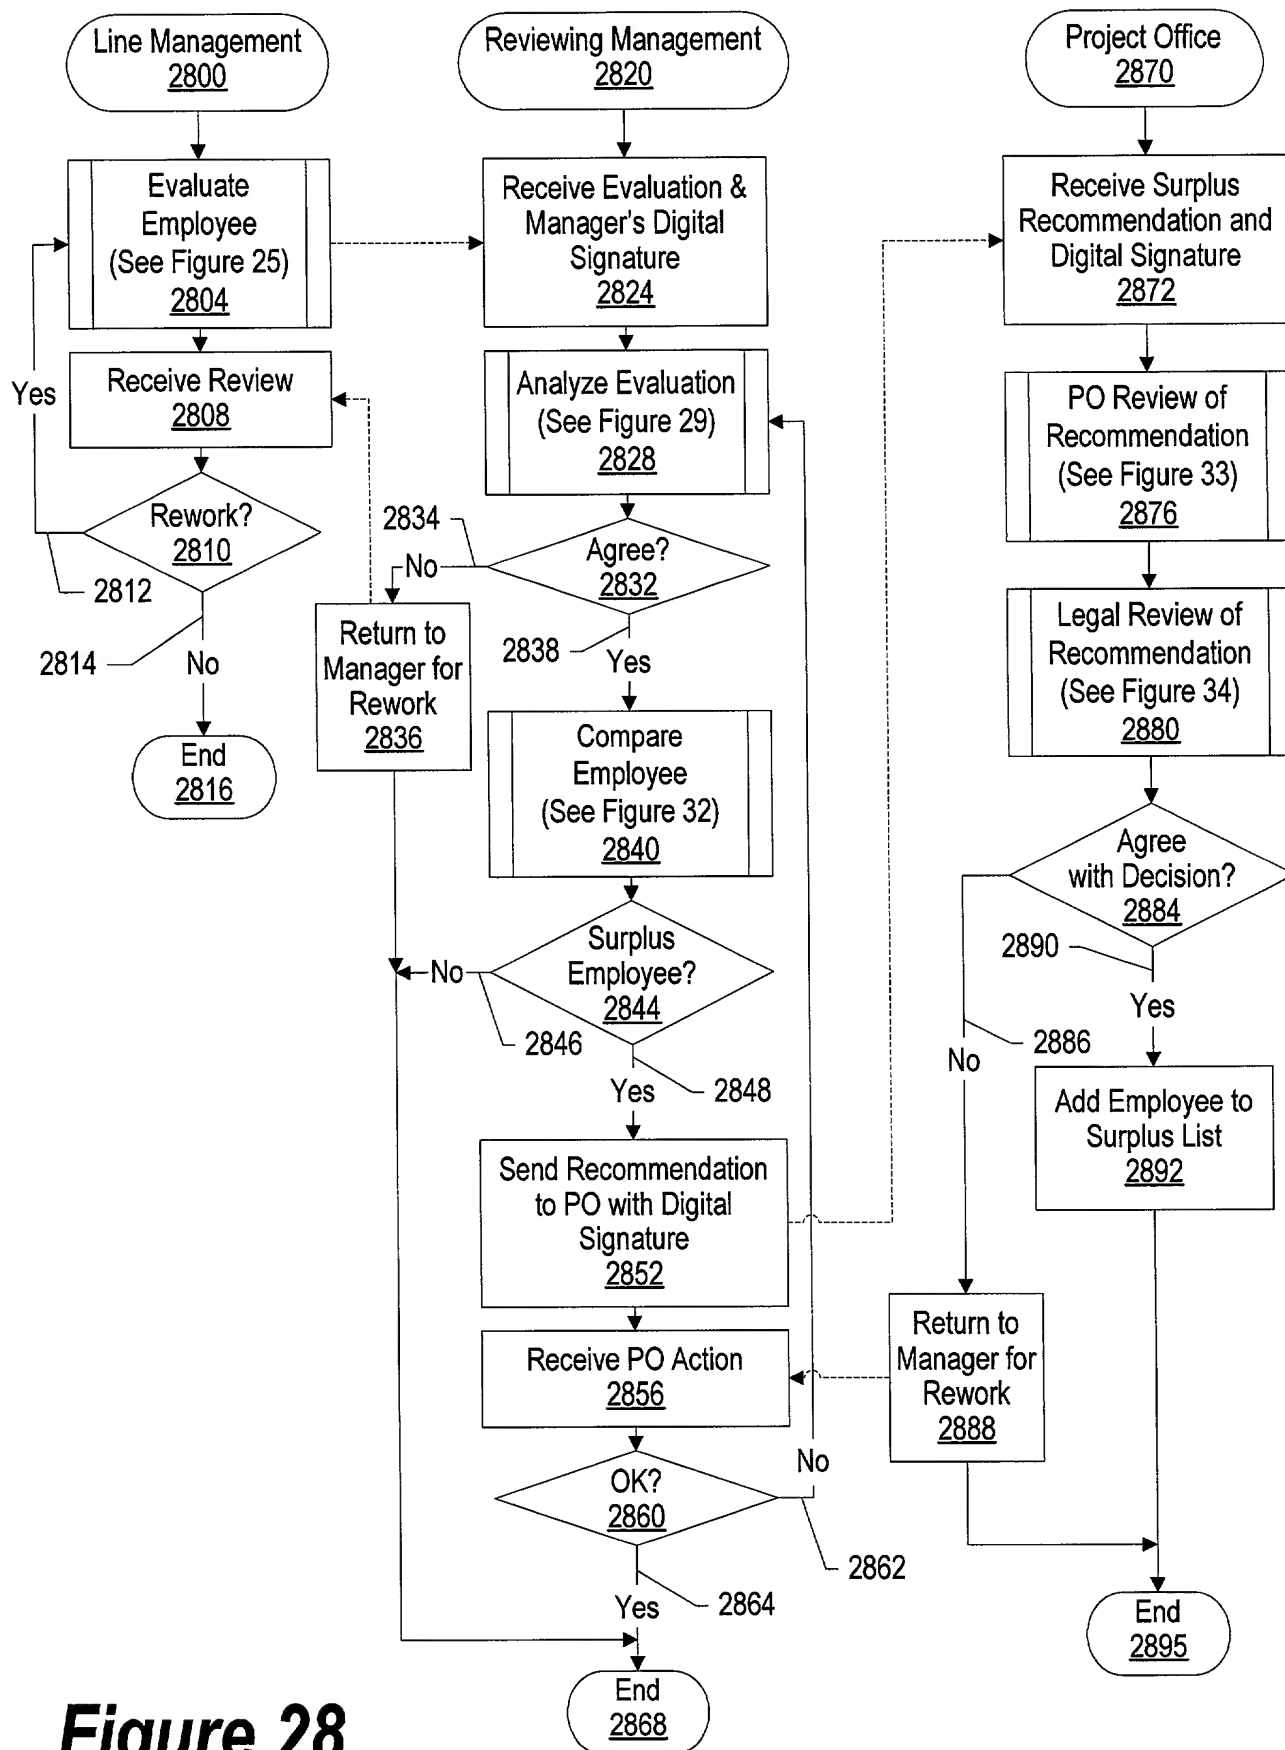 Line Management
2800
Evaluate
Employee
(See Figure 25)
2804
Receive Review
2808
Yes
Rework?
2810
2812
2814
No
End
2816
Reviewing Management
2820
Receive Evaluation &
Manager's Digital
Signature
2824
Analyze Evaluation
(See Figure 29)
2828
2834
Agree?
2832
No
Return to
Manager for
Rework
2836
2838
Yes
Compare
Employee
(See Figure 32)
2840
Surplus
Employee?
2844
No
2846
Yes
2848
Send Recommendation
to PO with Digital
Signature
2852
Receive PO Action
2856
OK?
2860
No
2862
2864
Yes
End
2868
Project Office
2870
Receive Surplus
Recommendation and
Digital Signature
2872
PO Review of
Recommendation
(See Figure 33)
2876
Legal Review of
Recommendation
(See Figure 34)
2880
Agree
with Decision?
2884
2890
Yes
2886
No
Add Employee to
Surplus List
2892
Return to
Manager for
Rework
2888
End
2895
Figure 28